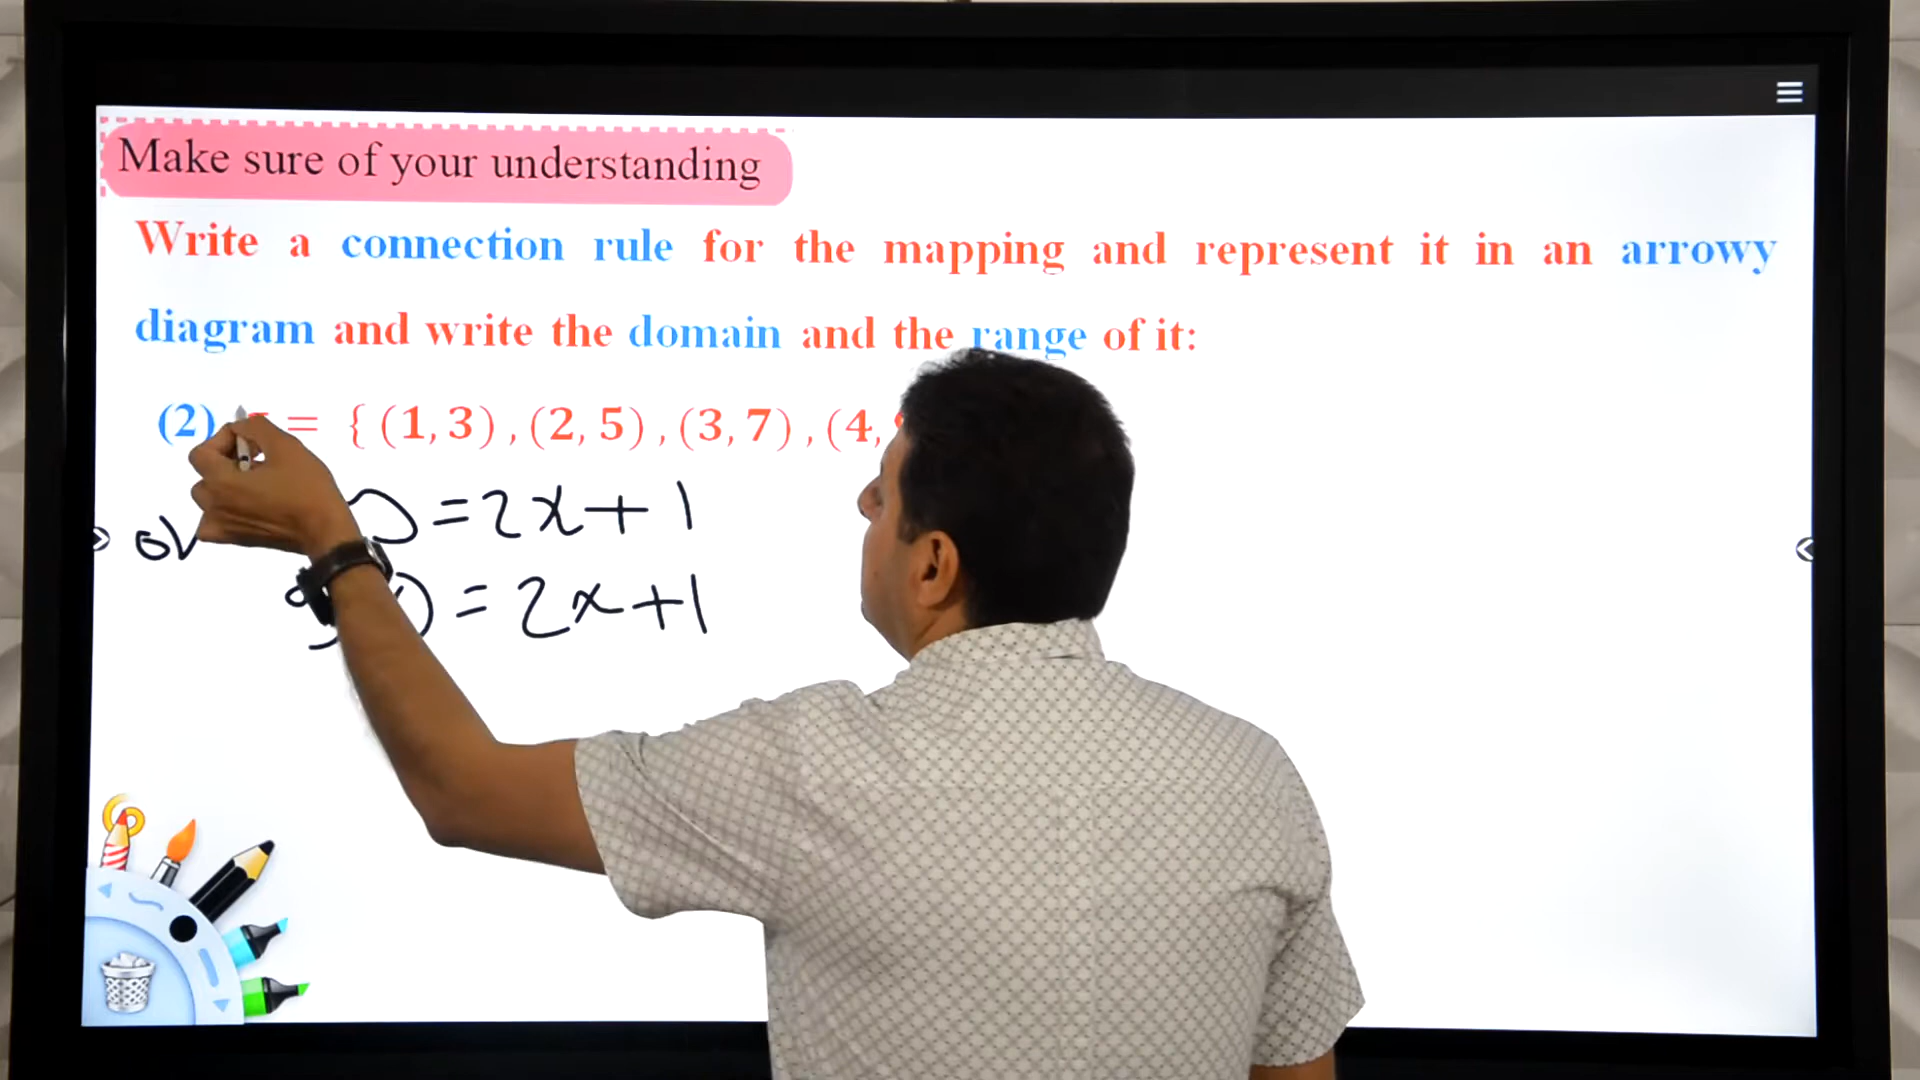 Make sure of your understanding
Write a connection rule for the mapping and represent it in an arrowy
diagram and write the domain and the range of it:
(2) = { (1, 3) , (2, 5) , (3, 7) , (4,
) = 2x + 1
or
g ) = 2x + 1